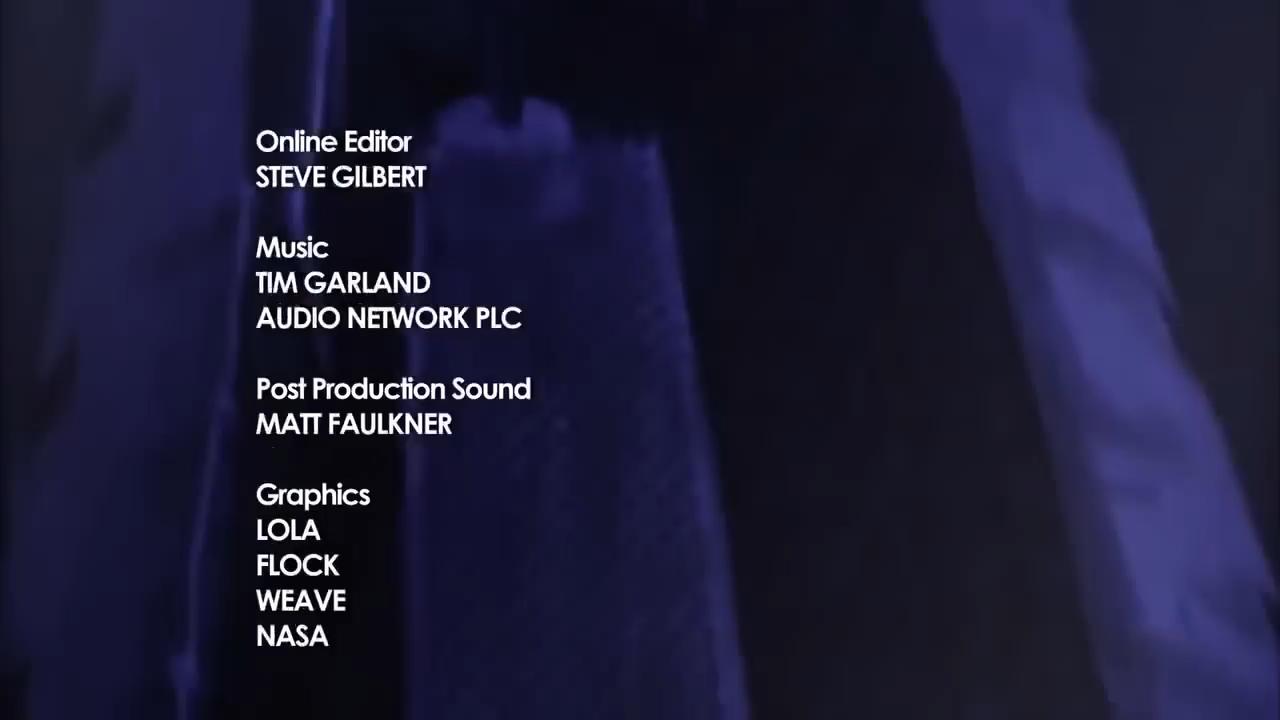 Online Editor
STEVE GILBERT
Music
TIM GARLAND
AUDIO NETWORK PLC
Post Production Sound
MATT FAULKNER
Graphics
LOLA
FLOCK
WEAVE
NASA